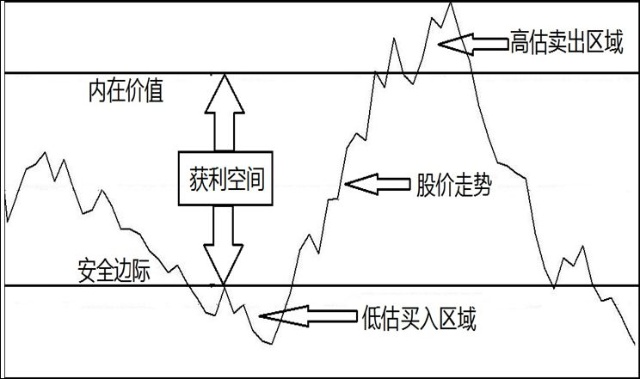 高估卖出区域
内在价值
获利空间
股价走势
安全边际
低估买入区域